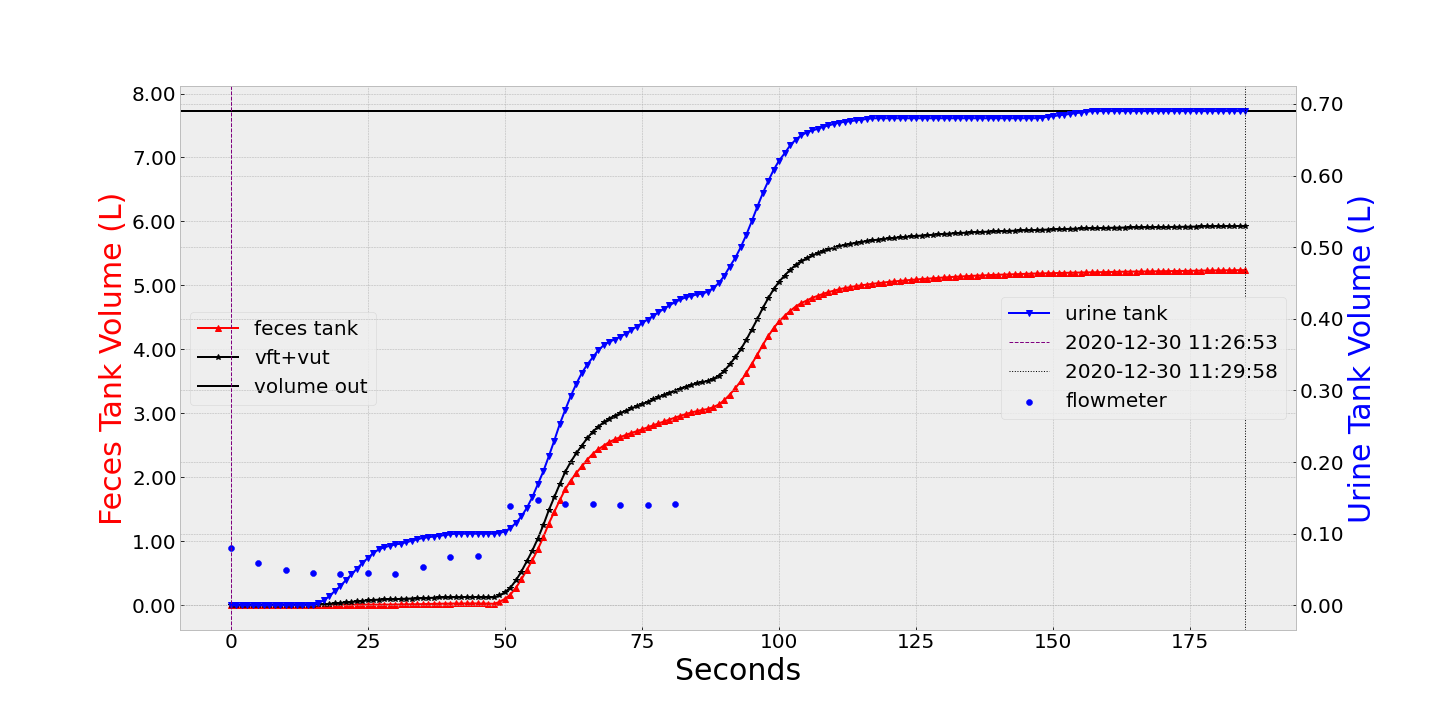 Feces Tank Volume (L)
8.00
7.00
6.00
5.00
4.00
3.00
2.00
1.00
0.00
feces tank
vft+vut
volume out
urine tank
2020-12-30 11:26:53
2020-12-30 11:29:58
flowmeter
0.70
0.60
0.50
0.40
0.30
0.20
0.10
0.00
Urine Tank Volume (L)
0 25 50 75 100 125 150 175
Seconds